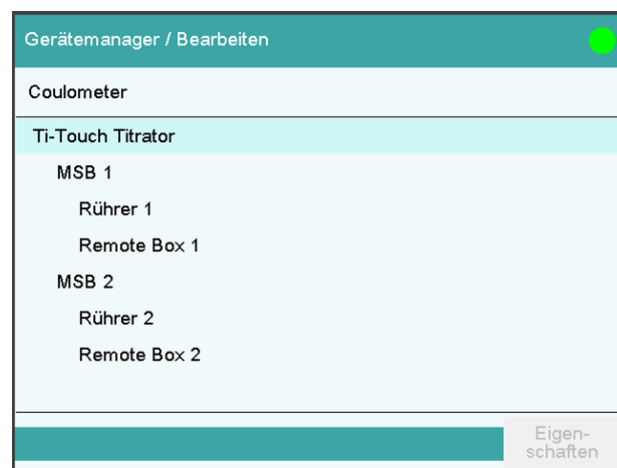 Gerätemanager / Bearbeiten
Coulometer
Ti-Touch Titrator
MSB 1
Rührer 1
Remote Box 1
MSB 2
Rührer 2
Remote Box 2
Eigen-
schaften